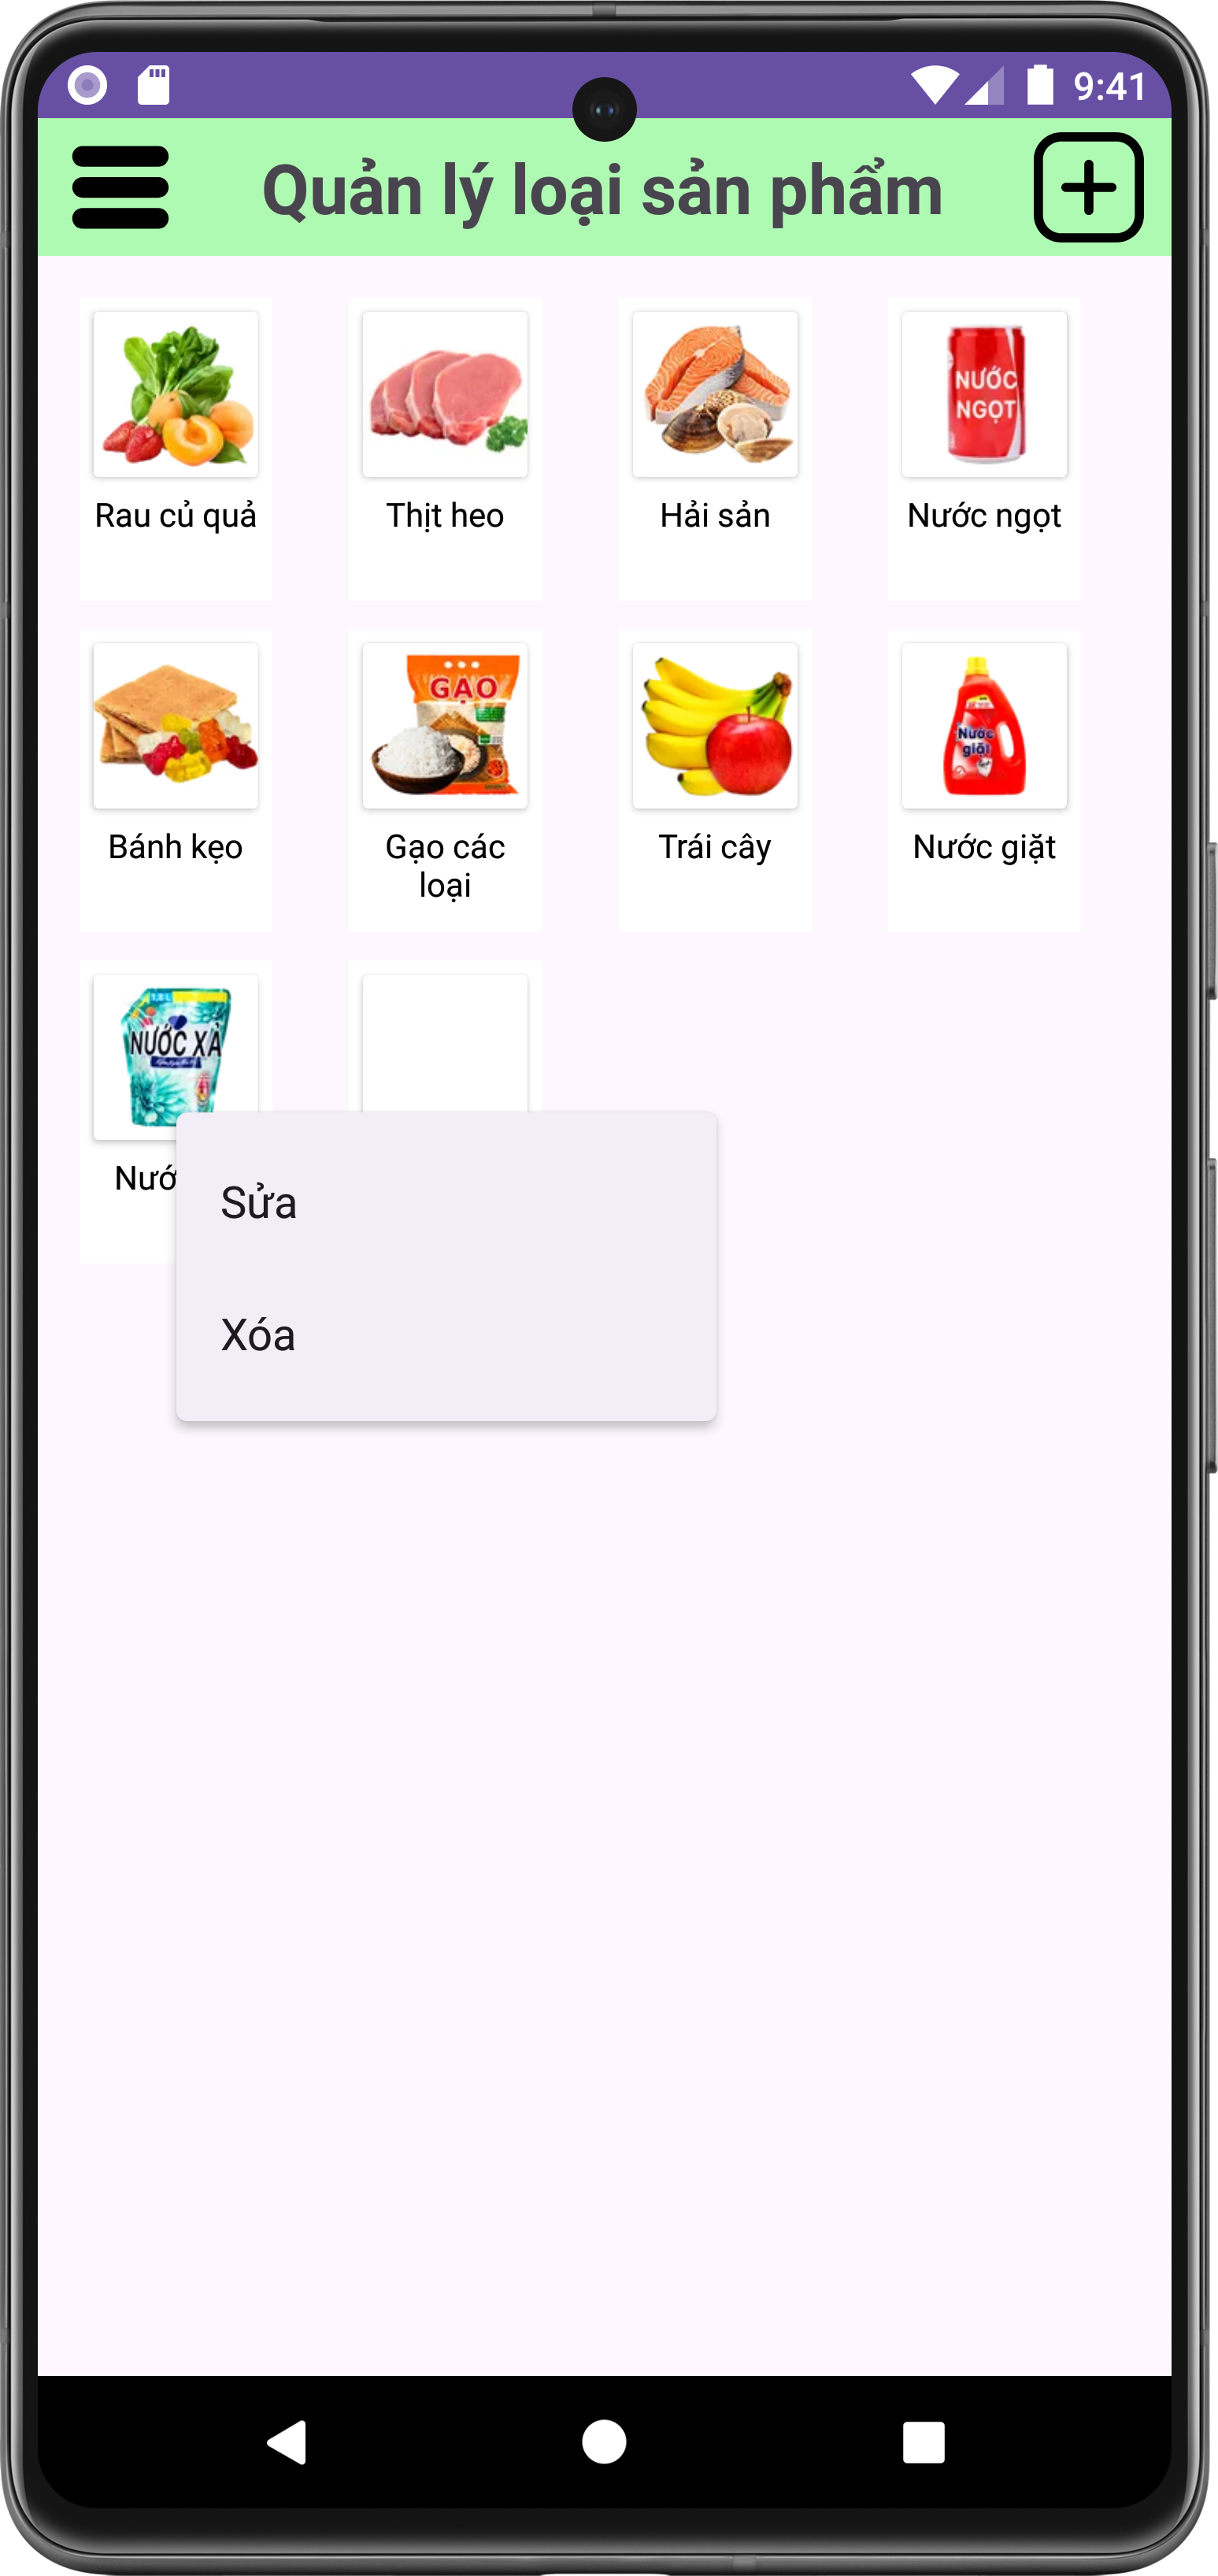 9:41
Quản lý loại sản phẩm
NƯỚC
NGỌT
Rau củ quả
Thịt heo
Hải sản
Nước ngọt
GẠO
Nước
giặt
Bánh kẹo
Gạo các
loại
Trái cây
Nước giặt
NƯỚC XẢ
Nướ
Sửa
Xóa